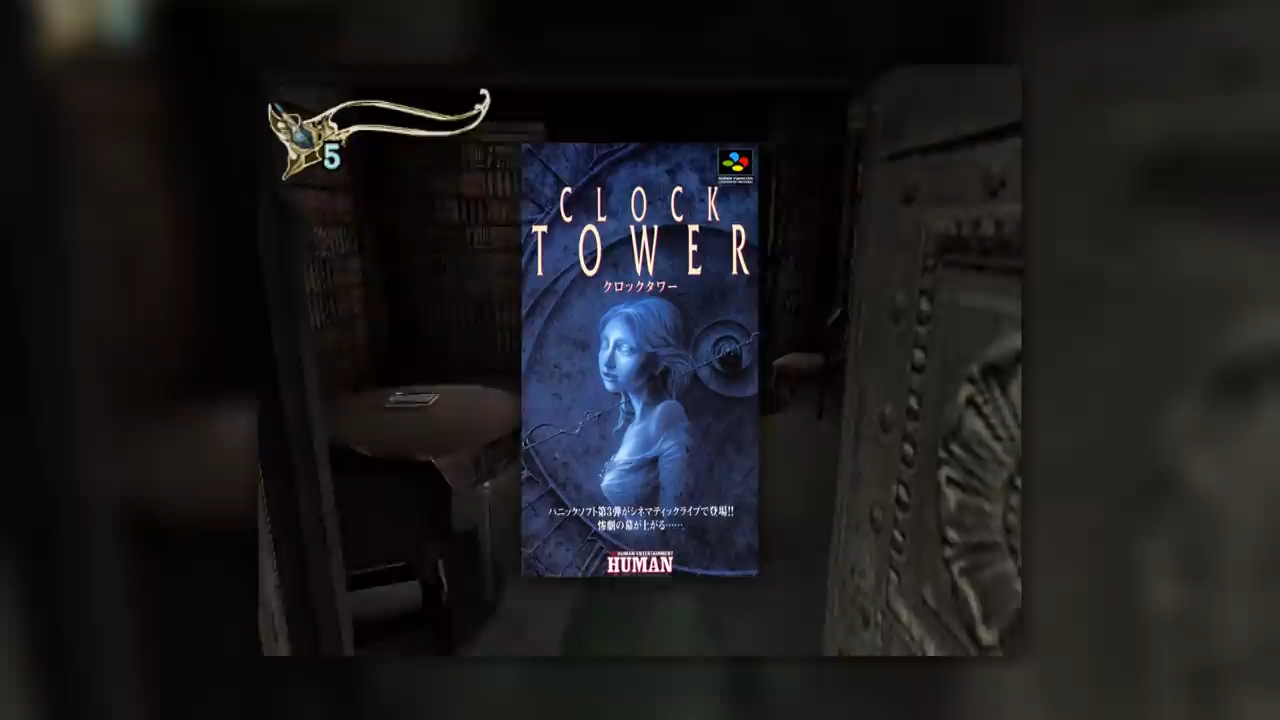 5
CLOCK
TOWER
クロックタワー
パニックソフト第3弾がシネマティックライブで登場!!
惨劇の幕が上がる……
HUMAN ENTERTAINMENT
HUMAN